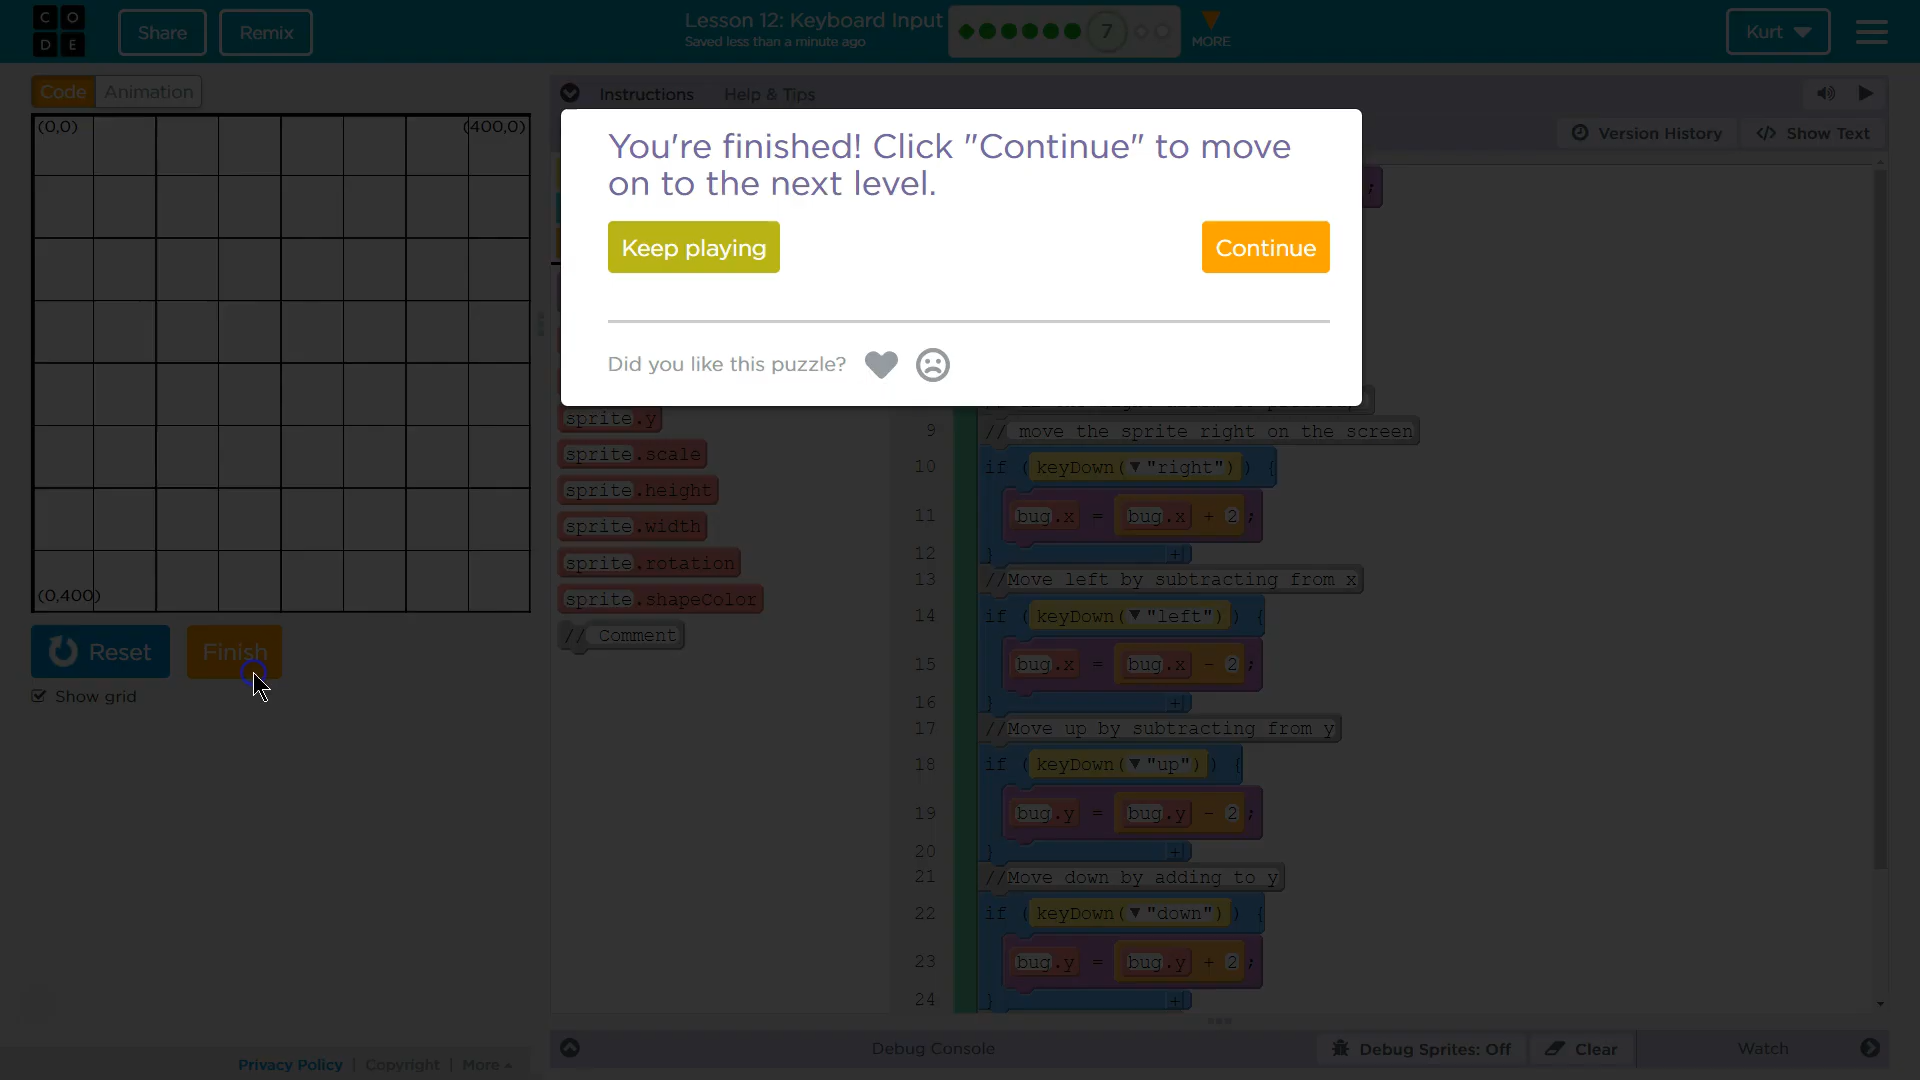 C O
D E
Share
Remix
Lesson 12: Keyboard Input
Saved less than a minute ago
7
MORE
Kurt
Code
Animation
Instructions
Help & Tips
Version History
</> Show Text
(0,0)
(400,0)
(0,400)
You're finished! Click "Continue" to move
on to the next level.
Keep playing
Continue
Did you like this puzzle?
Reset
Finish
Show grid
sprite.y
sprite.scale
sprite.height
sprite.width
sprite.rotation
sprite.shapeColor
// Comment
;
9 // move the sprite right on the screen
10 if (keyDown(▼"right")) {
11 bug.x = bug.x + 2;
12 }
13 //Move left by subtracting from x
14 if (keyDown(▼"left")) {
15 bug.x = bug.x - 2;
16 }
17 //Move up by subtracting from y
18 if (keyDown(▼"up")) {
19 bug.y = bug.y - 2;
20 }
21 //Move down by adding to y
22 if (keyDown(▼"down")) {
23 bug.y = bug.y + 2;
24 }
Debug Console
Debug Sprites: Off
Clear
Watch
Privacy Policy | Copyright | More